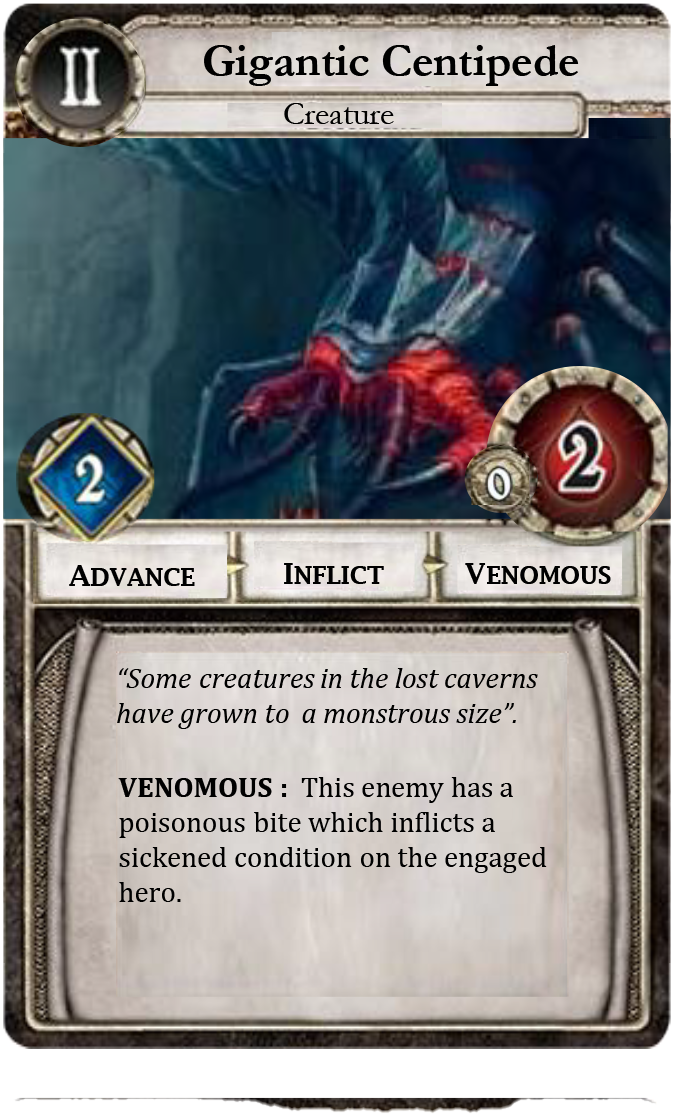 II
Gigantic Centipede
Creature
2
0
2
ADVANCE
INFLICT
VENOMOUS
“Some creatures in the lost caverns
have grown to  a monstrous size”.
VENOMOUS :  This enemy has a
poisonous bite which inflicts a
sickened condition on the engaged
hero.